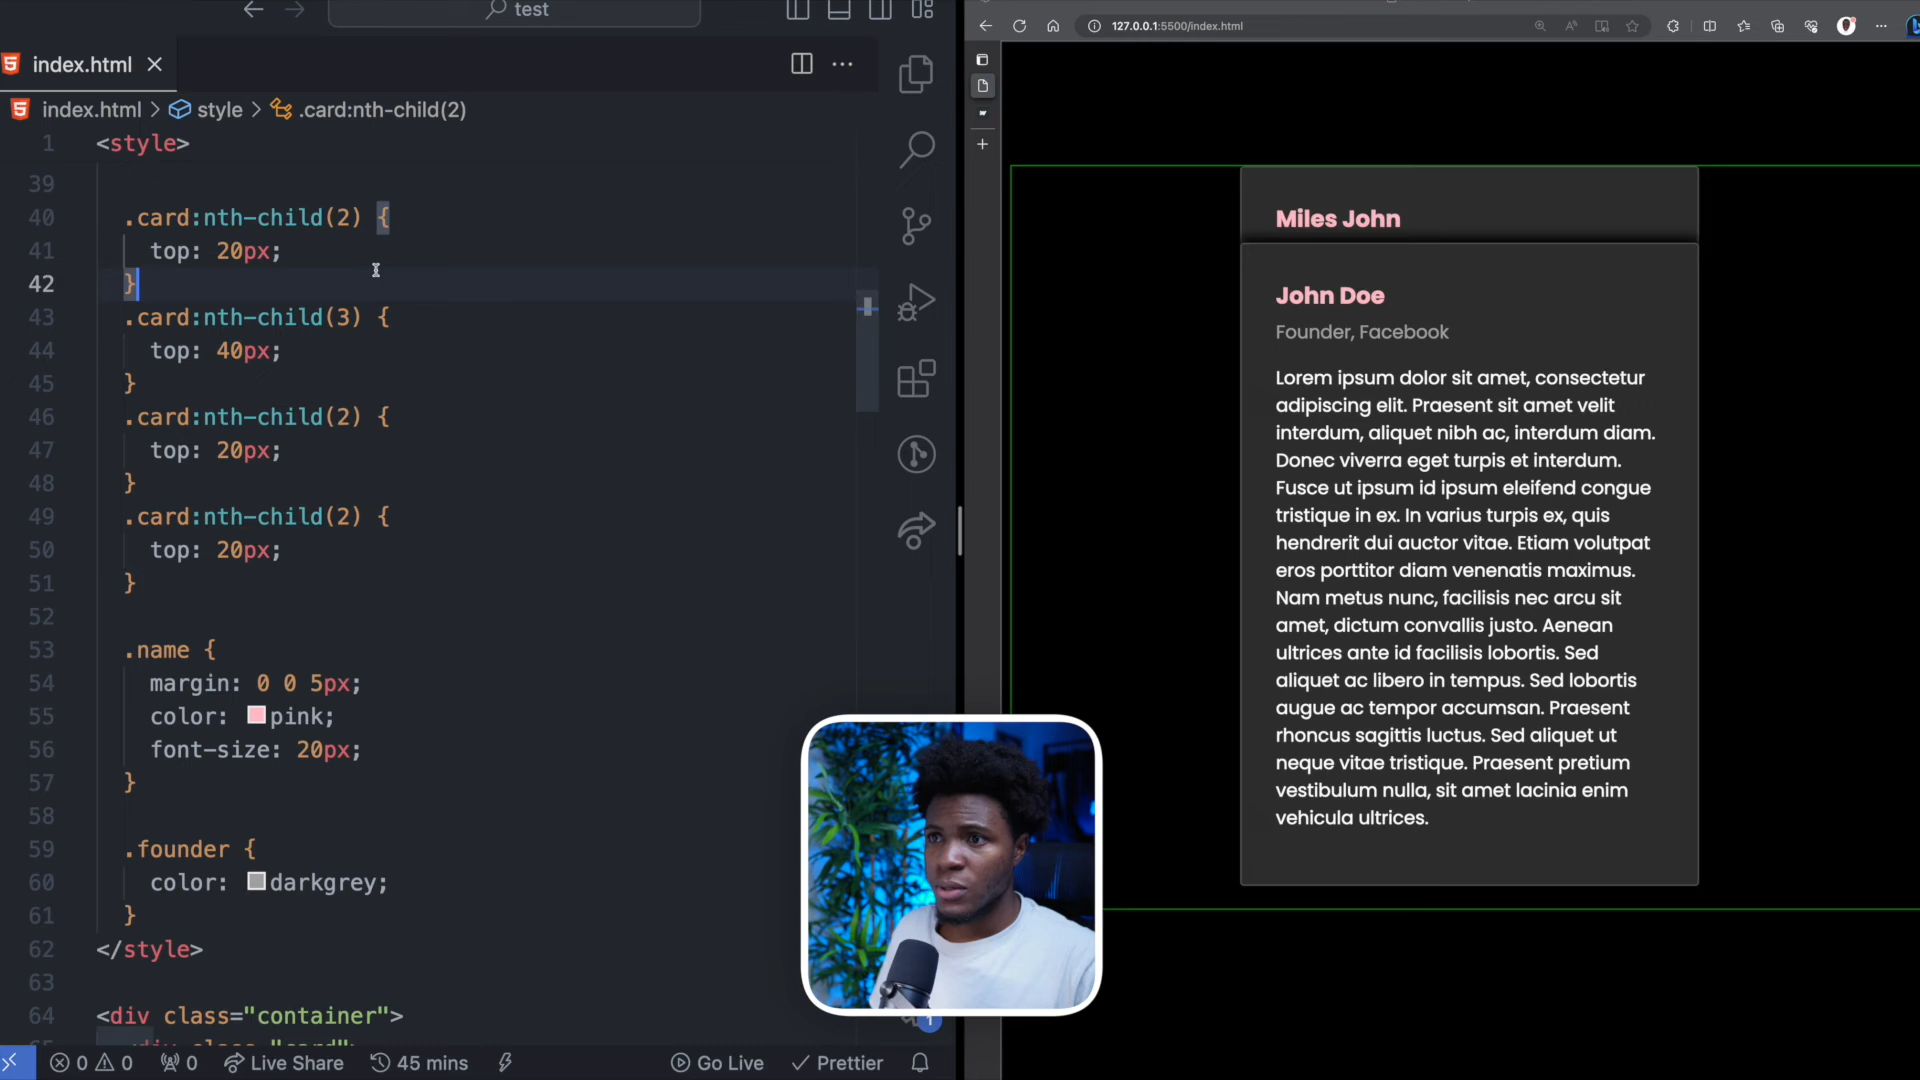 test
index.html
index.html > style > .card:nth-child(2)
1 <style>
39
40 .card:nth-child(2) {
41 top: 20px;
42 }
43 .card:nth-child(3) {
44 top: 40px;
45 }
46 .card:nth-child(2) {
47 top: 20px;
48 }
49 .card:nth-child(2) {
50 top: 20px;
51 }
52
53 .name {
54 margin: 0 0 5px;
55 color: pink;
56 font-size: 20px;
57 }
58
59 .founder {
60 color: darkgrey;
61 }
62 </style>
63
64 <div class="container">
65 <div class="card">
0 0 0 Live Share 45 mins Go Live Prettier
1
127.0.0.1:5500/index.html
Miles John
John Doe
Founder, Facebook
Lorem ipsum dolor sit amet, consectetur
adipiscing elit. Praesent sit amet velit
interdum, aliquet nibh ac, interdum diam.
Donec viverra eget turpis et interdum.
Fusce ut ipsum id ipsum eleifend congue
tristique in ex. In varius turpis ex, quis
hendrerit dui auctor vitae. Etiam volutpat
eros porttitor diam venenatis maximus.
Nam metus nunc, facilisis nec arcu sit
amet, dictum convallis justo. Aenean
ultrices ante id facilisis lobortis. Sed
aliquet ac libero in tempus. Sed lobortis
augue ac tempor accumsan. Praesent
rhoncus sagittis luctus. Sed aliquet ut
neque vitae tristique. Praesent pretium
vestibulum nulla, sit amet lacinia enim
vehicula ultrices.